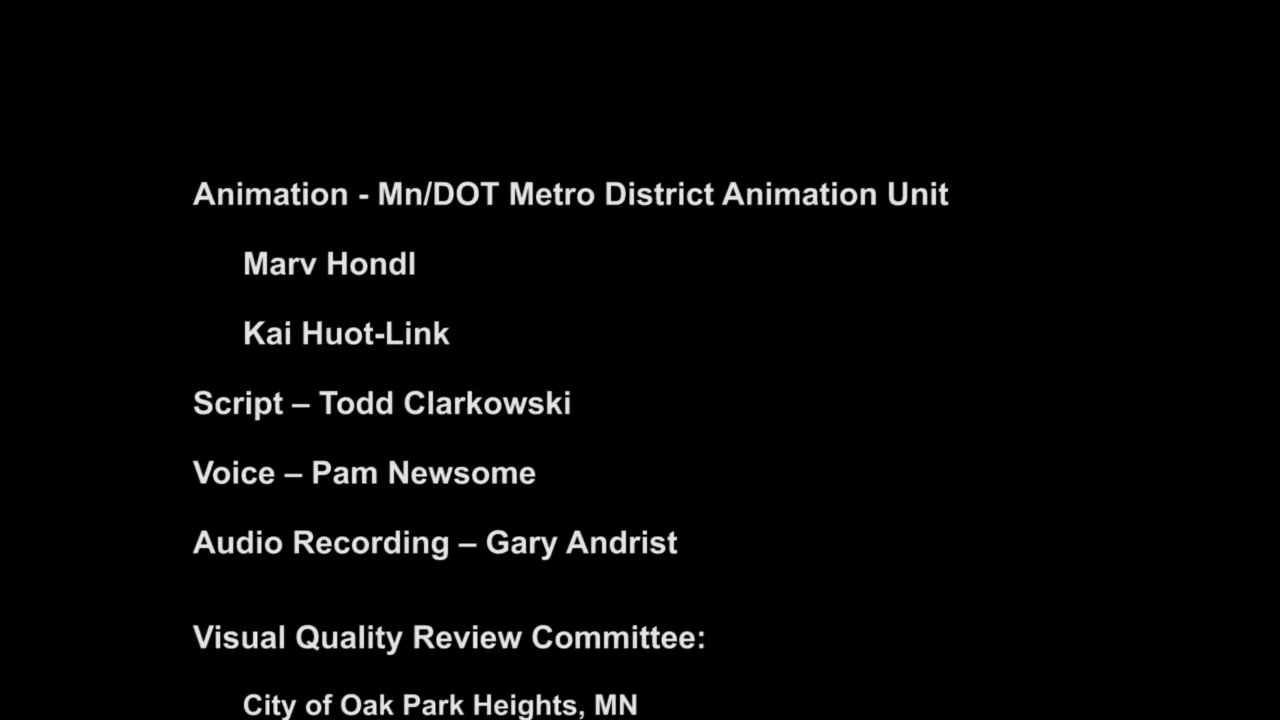 Animation - Mn/DOT Metro District Animation Unit
Marv Hondl
Kai Huot-Link
Script – Todd Clarkowski
Voice – Pam Newsome
Audio Recording – Gary Andrist
Visual Quality Review Committee:
City of Oak Park Heights, MN